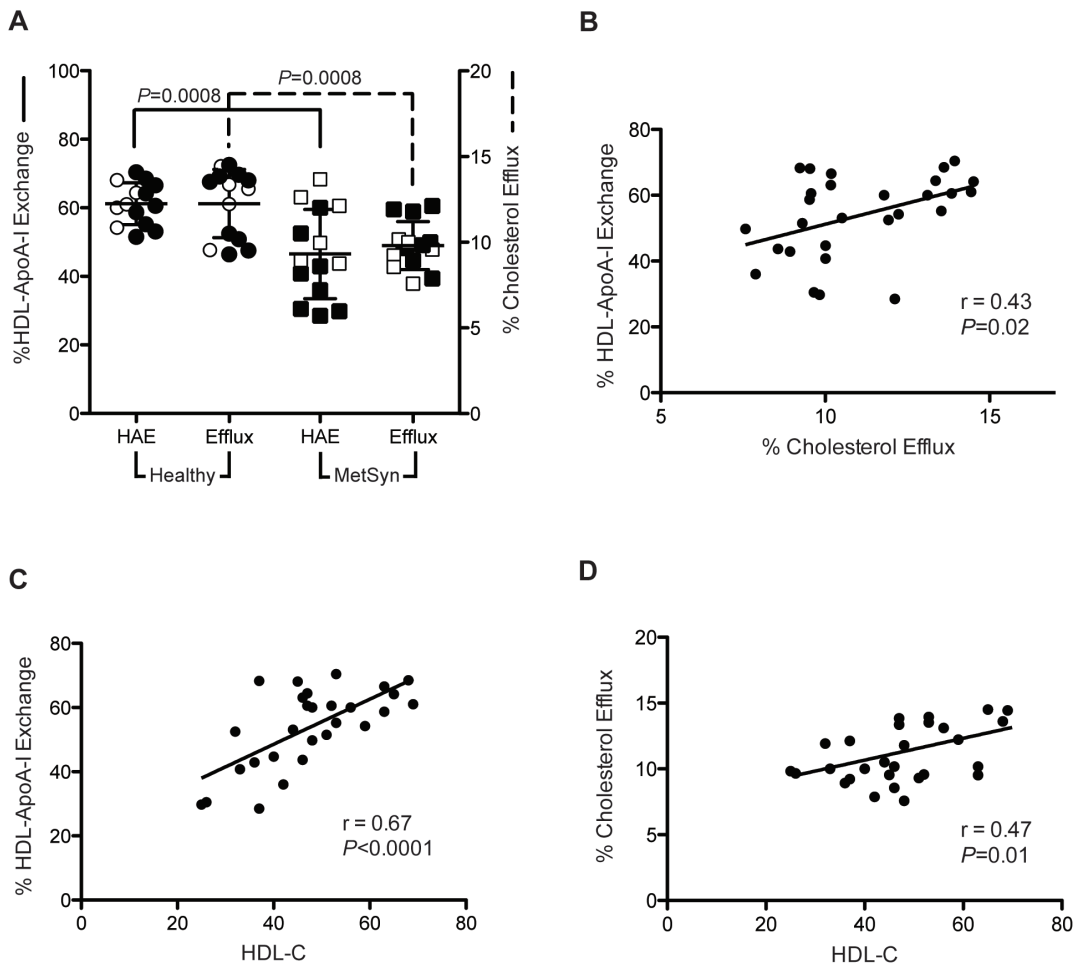 A
%HDL-ApoA-I Exchange
100
80
60
40
20
0
P=0.0008
P=0.0008
20
15
10
5
0
% Cholesterol Efflux
HAE
Efflux
HAE
Efflux
Healthy
MetSyn
B
% HDL-ApoA-I Exchange
80
60
40
20
0
r = 0.43
P=0.02
5
10
15
% Cholesterol Efflux
C
% HDL-ApoA-I Exchange
80
60
40
20
0
r = 0.67
P<0.0001
0
20
40
60
80
HDL-C
D
% Cholesterol Efflux
20
15
10
5
0
r = 0.47
P=0.01
0
20
40
60
80
HDL-C